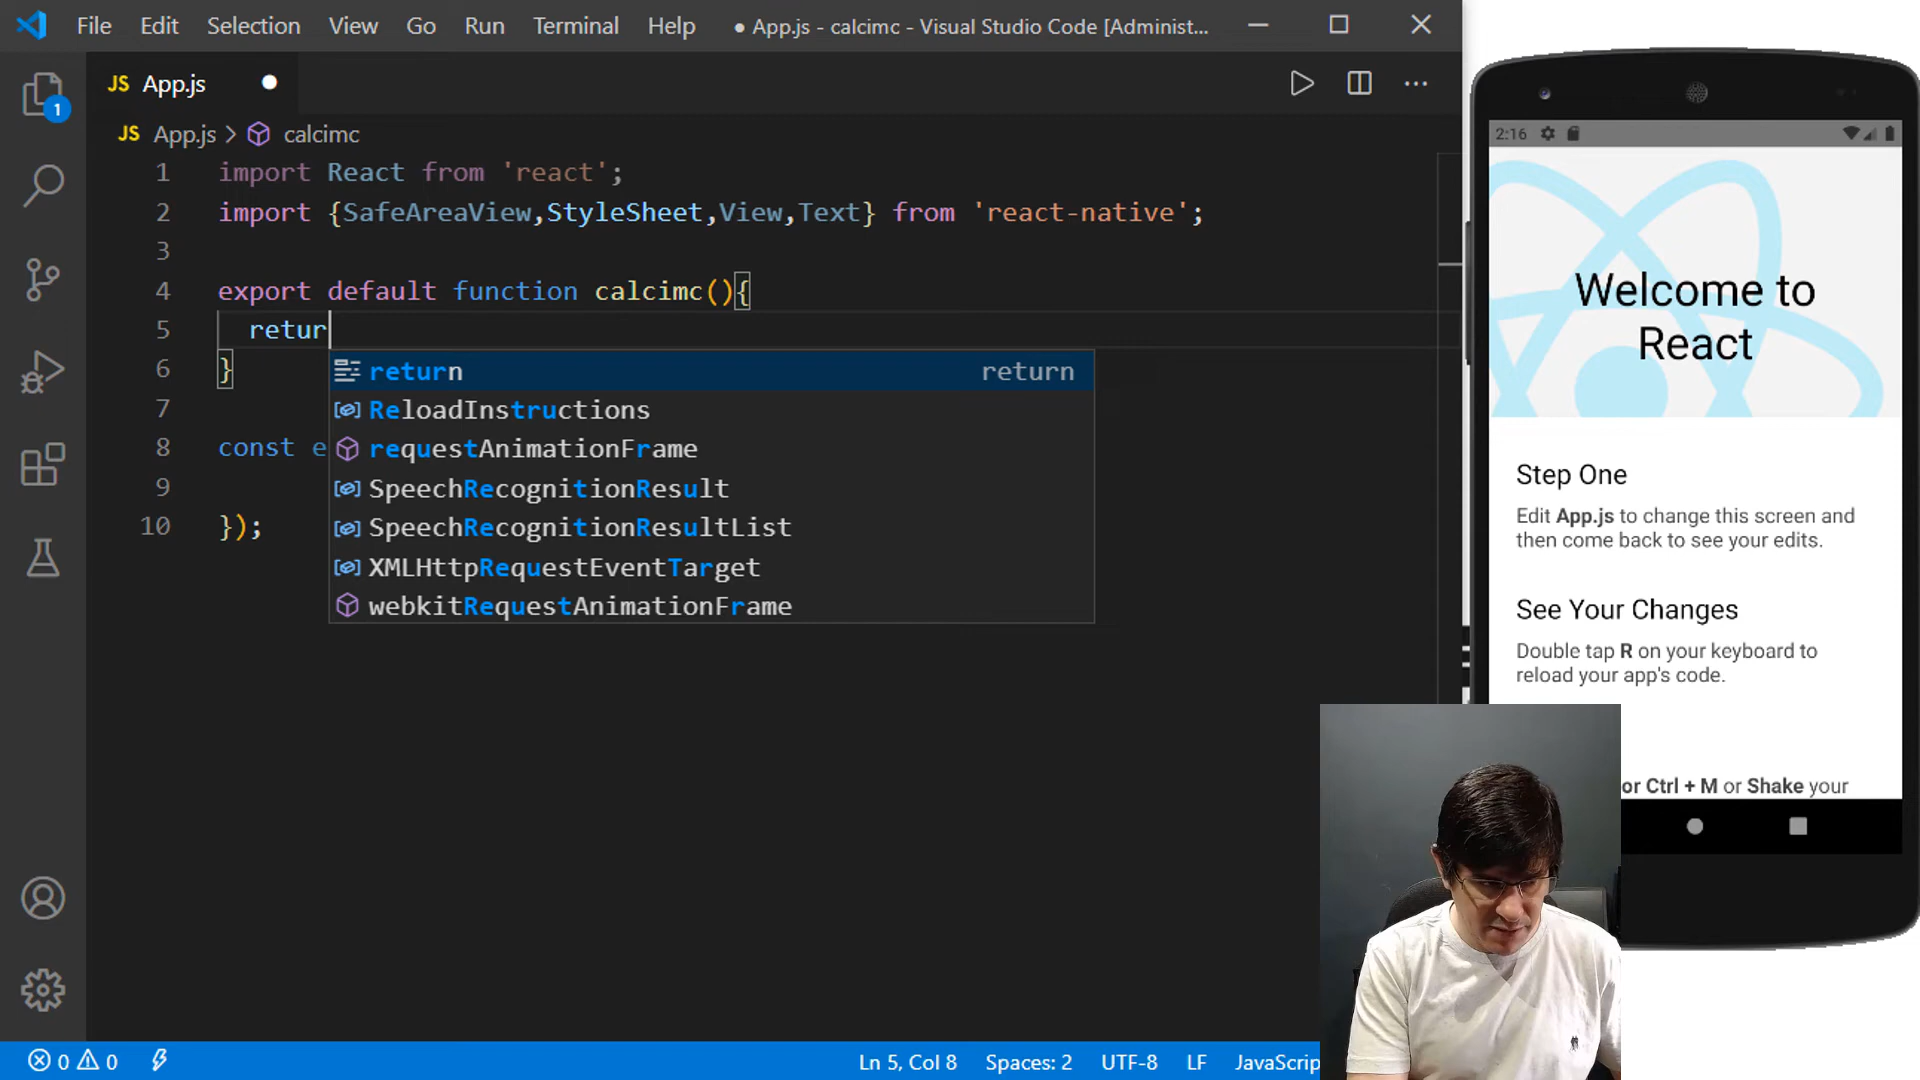 File Edit Selection View Go Run Terminal Help ● App.js - calcimc - Visual Studio Code [Administ...
1
JS App.js
JS App.js > calcimc
1 import React from 'react';
2 import {SafeAreaView,StyleSheet,View,Text} from 'react-native';
3
4 export default function calcimc(){
5 retur
6 }
return return
7
ReloadInstructions
8 const e
requestAnimationFrame
9
SpeechRecognitionResult
10 });
SpeechRecognitionResultList
XMLHttpRequestEventTarget
webkitRequestAnimationFrame
0 0
Ln 5, Col 8 Spaces: 2 UTF-8 LF JavaScrip
2:16
Welcome to
React
Step One
Edit App.js to change this screen and
then come back to see your edits.
See Your Changes
Double tap R on your keyboard to
reload your app's code.
or Ctrl + M or Shake your